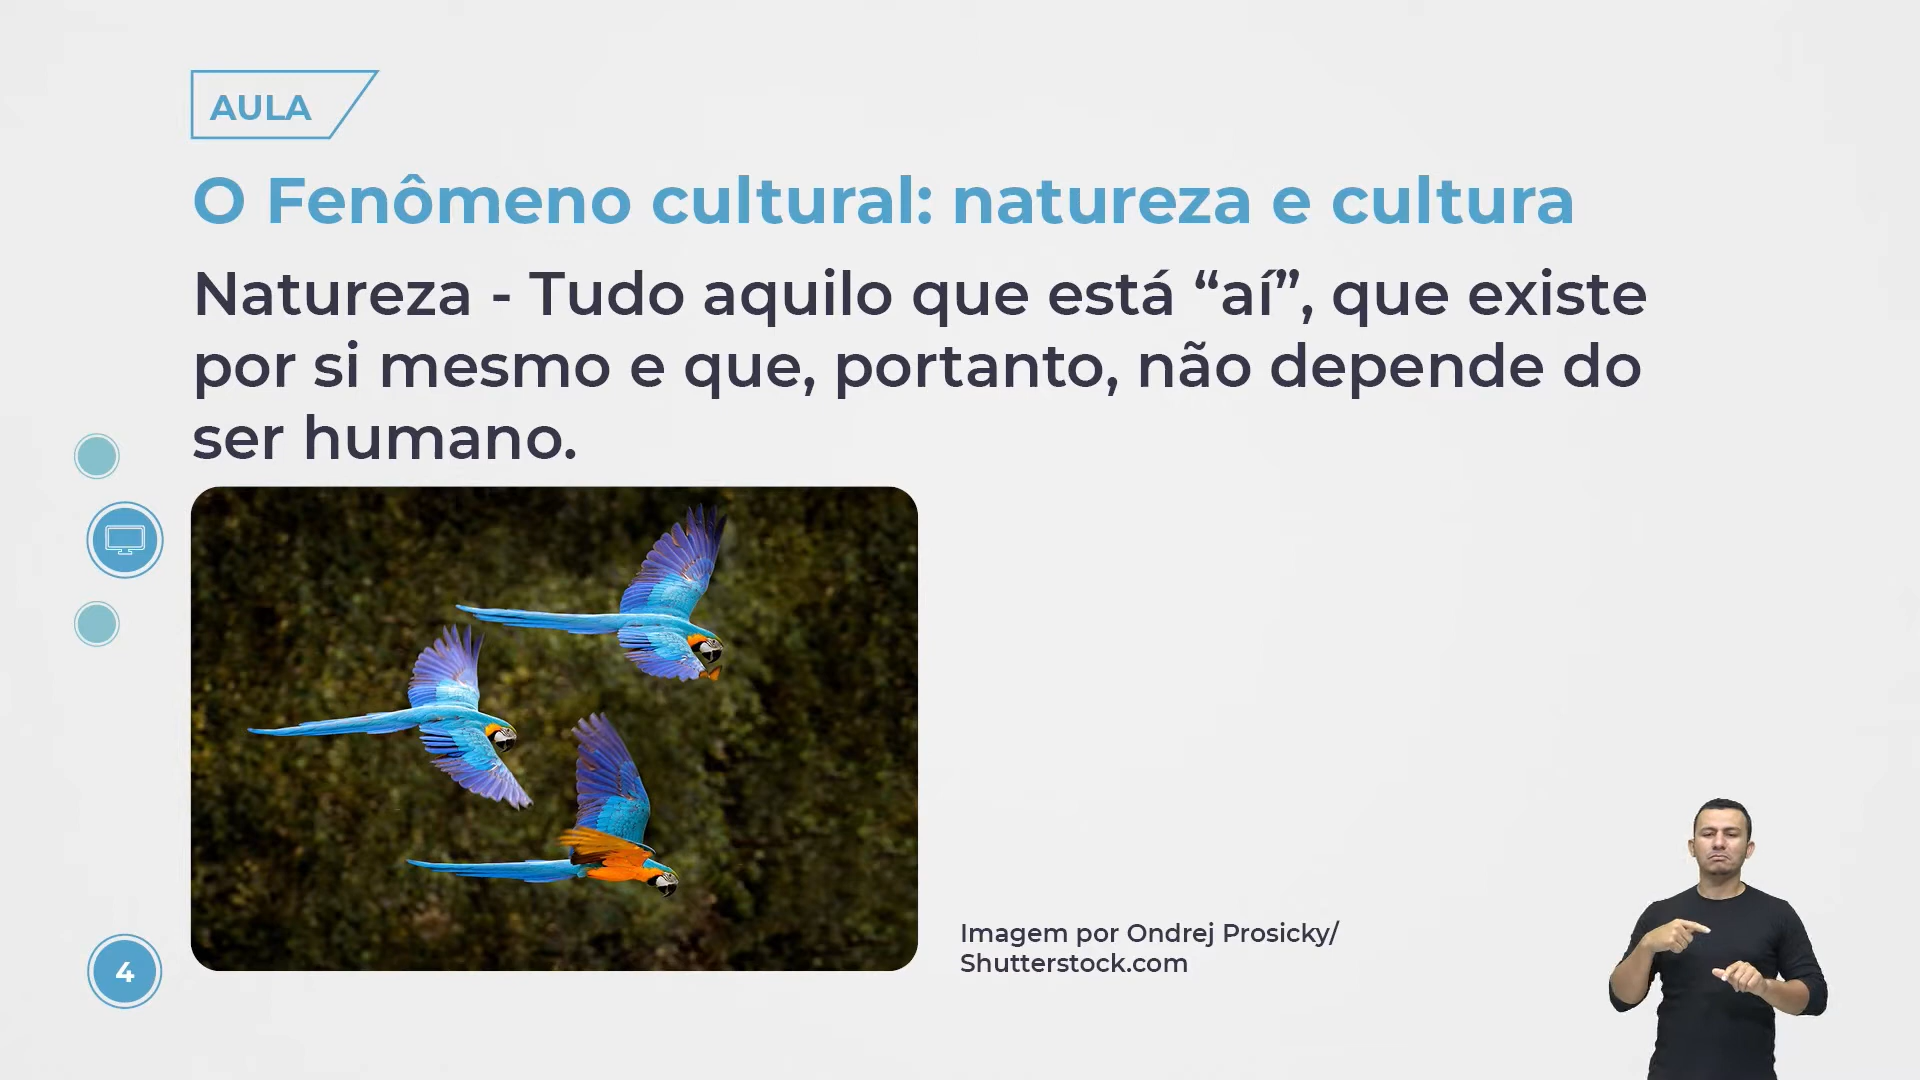 AULA
O Fenômeno cultural: natureza e cultura
Natureza - Tudo aquilo que está “aí”, que existe
por si mesmo e que, portanto, não depende do
ser humano.
Imagem por Ondrej Prosicky/
Shutterstock.com
4